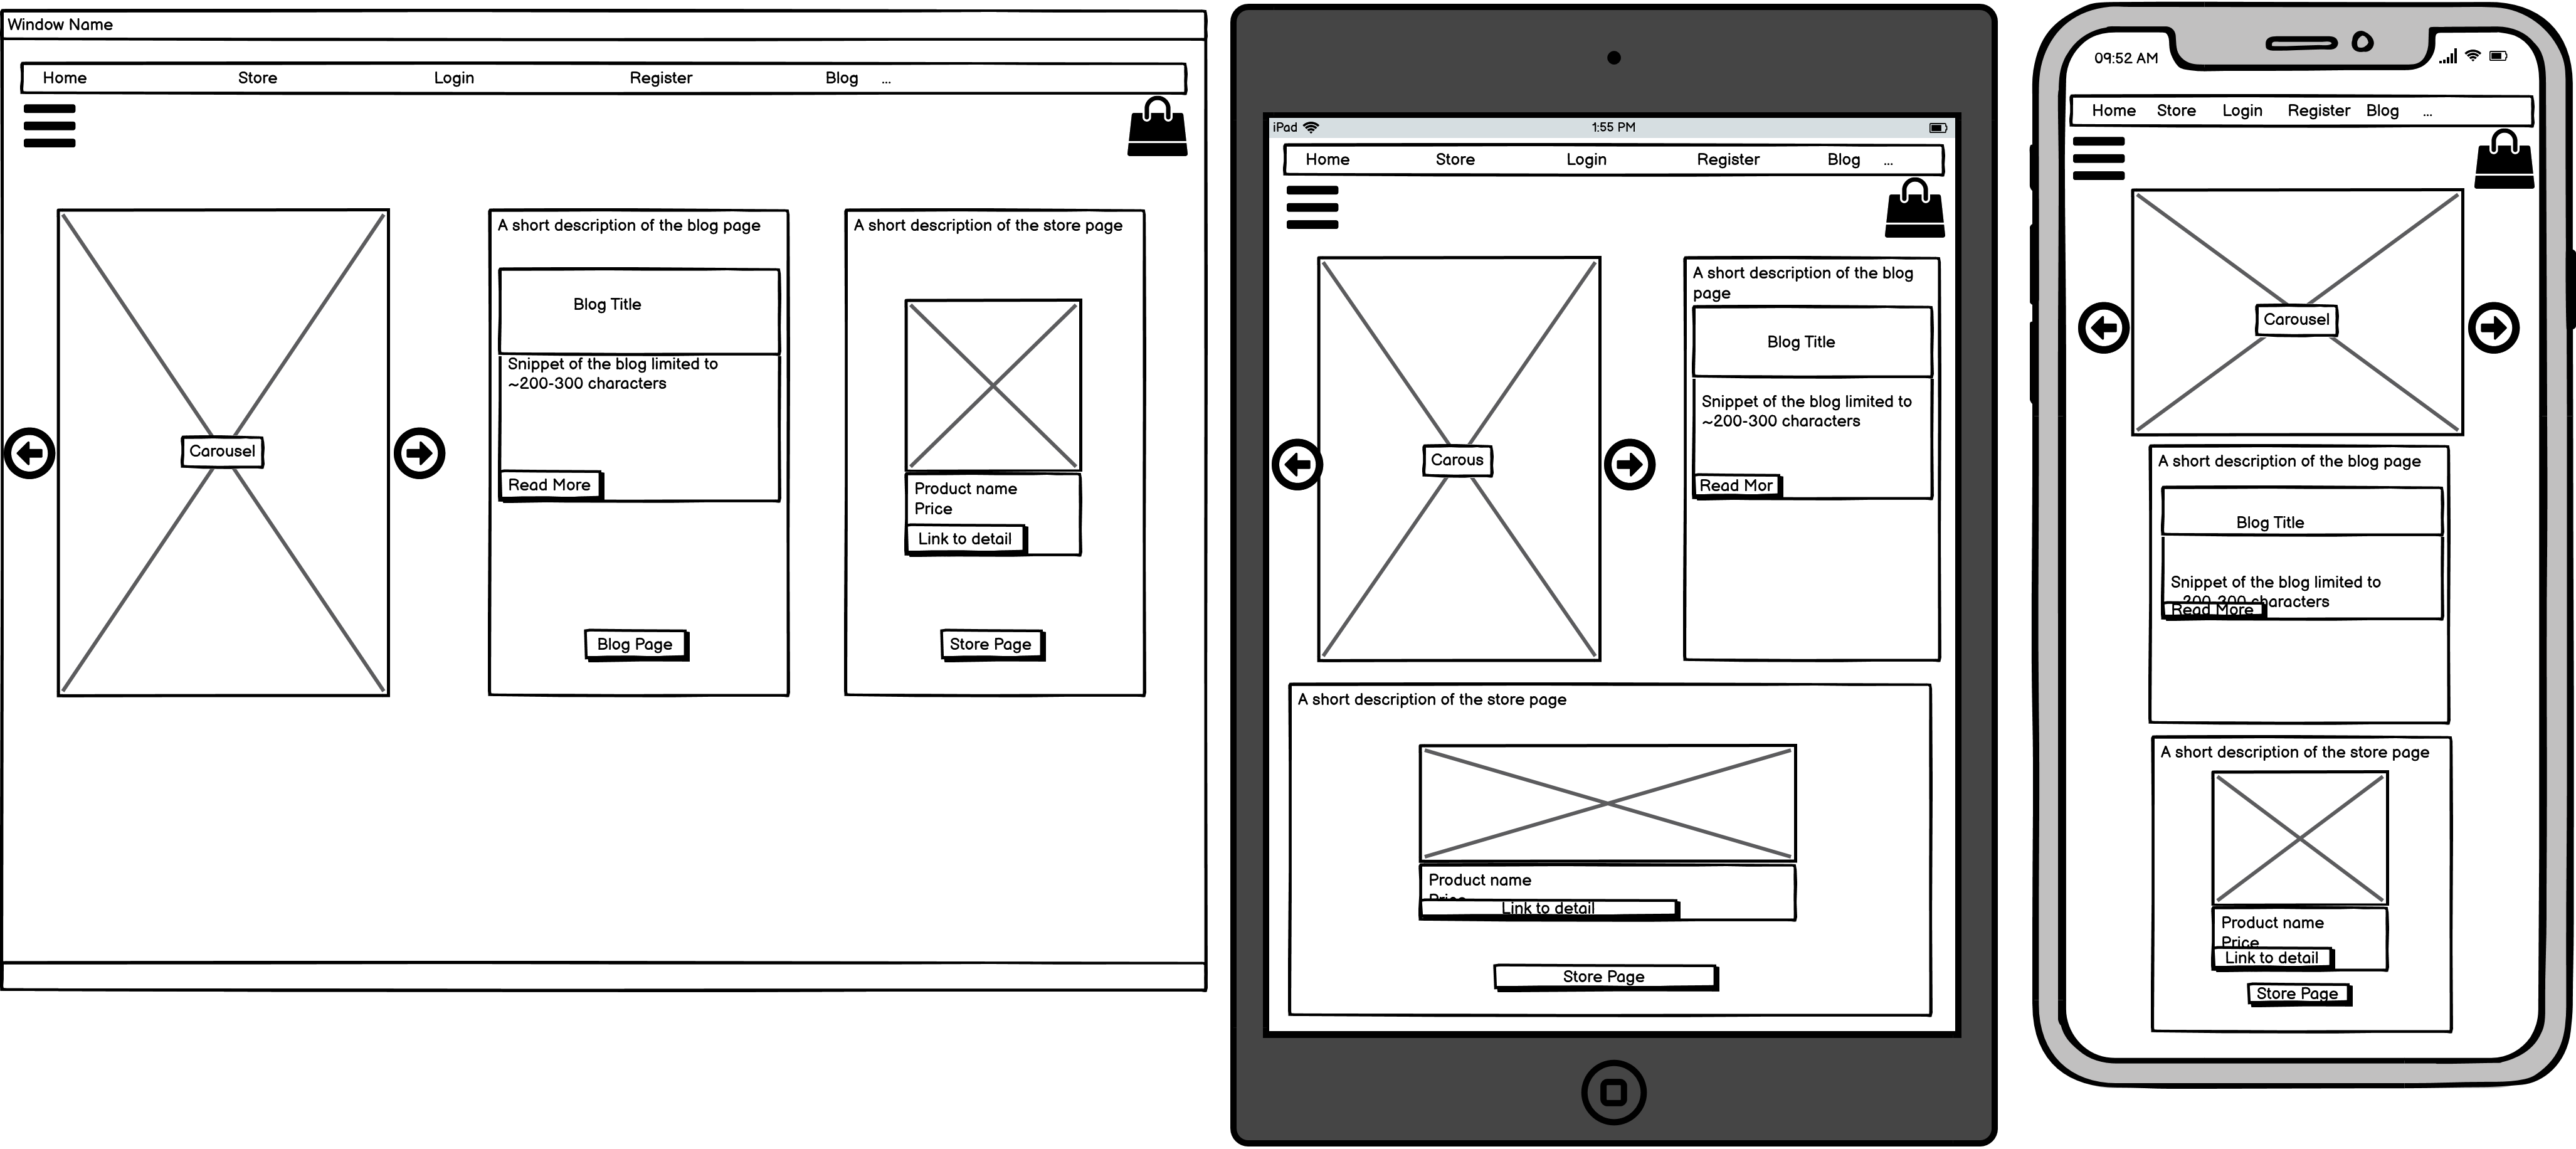 Window Name
Home Store Login Register Blog ...
A short description of the blog page
Blog Title
Snippet of the blog limited to
~200-300 characters
Read More
Blog Page
Carousel
A short description of the store page
Product name
Price
Link to detail
Store Page
iPad 1:55 PM
Home Store Login Register Blog ...
Carous
A short description of the blog
page
Blog Title
Snippet of the blog limited to
~200-300 characters
Read Mor
A short description of the store page
Product name
Price
Link to detail
Store Page
09:52 AM
Home Store Login Register Blog ...
Carousel
A short description of the blog page
Blog Title
Snippet of the blog limited to
200-300 characters
Read More
A short description of the store page
Product name
Price
Link to detail
Store Page